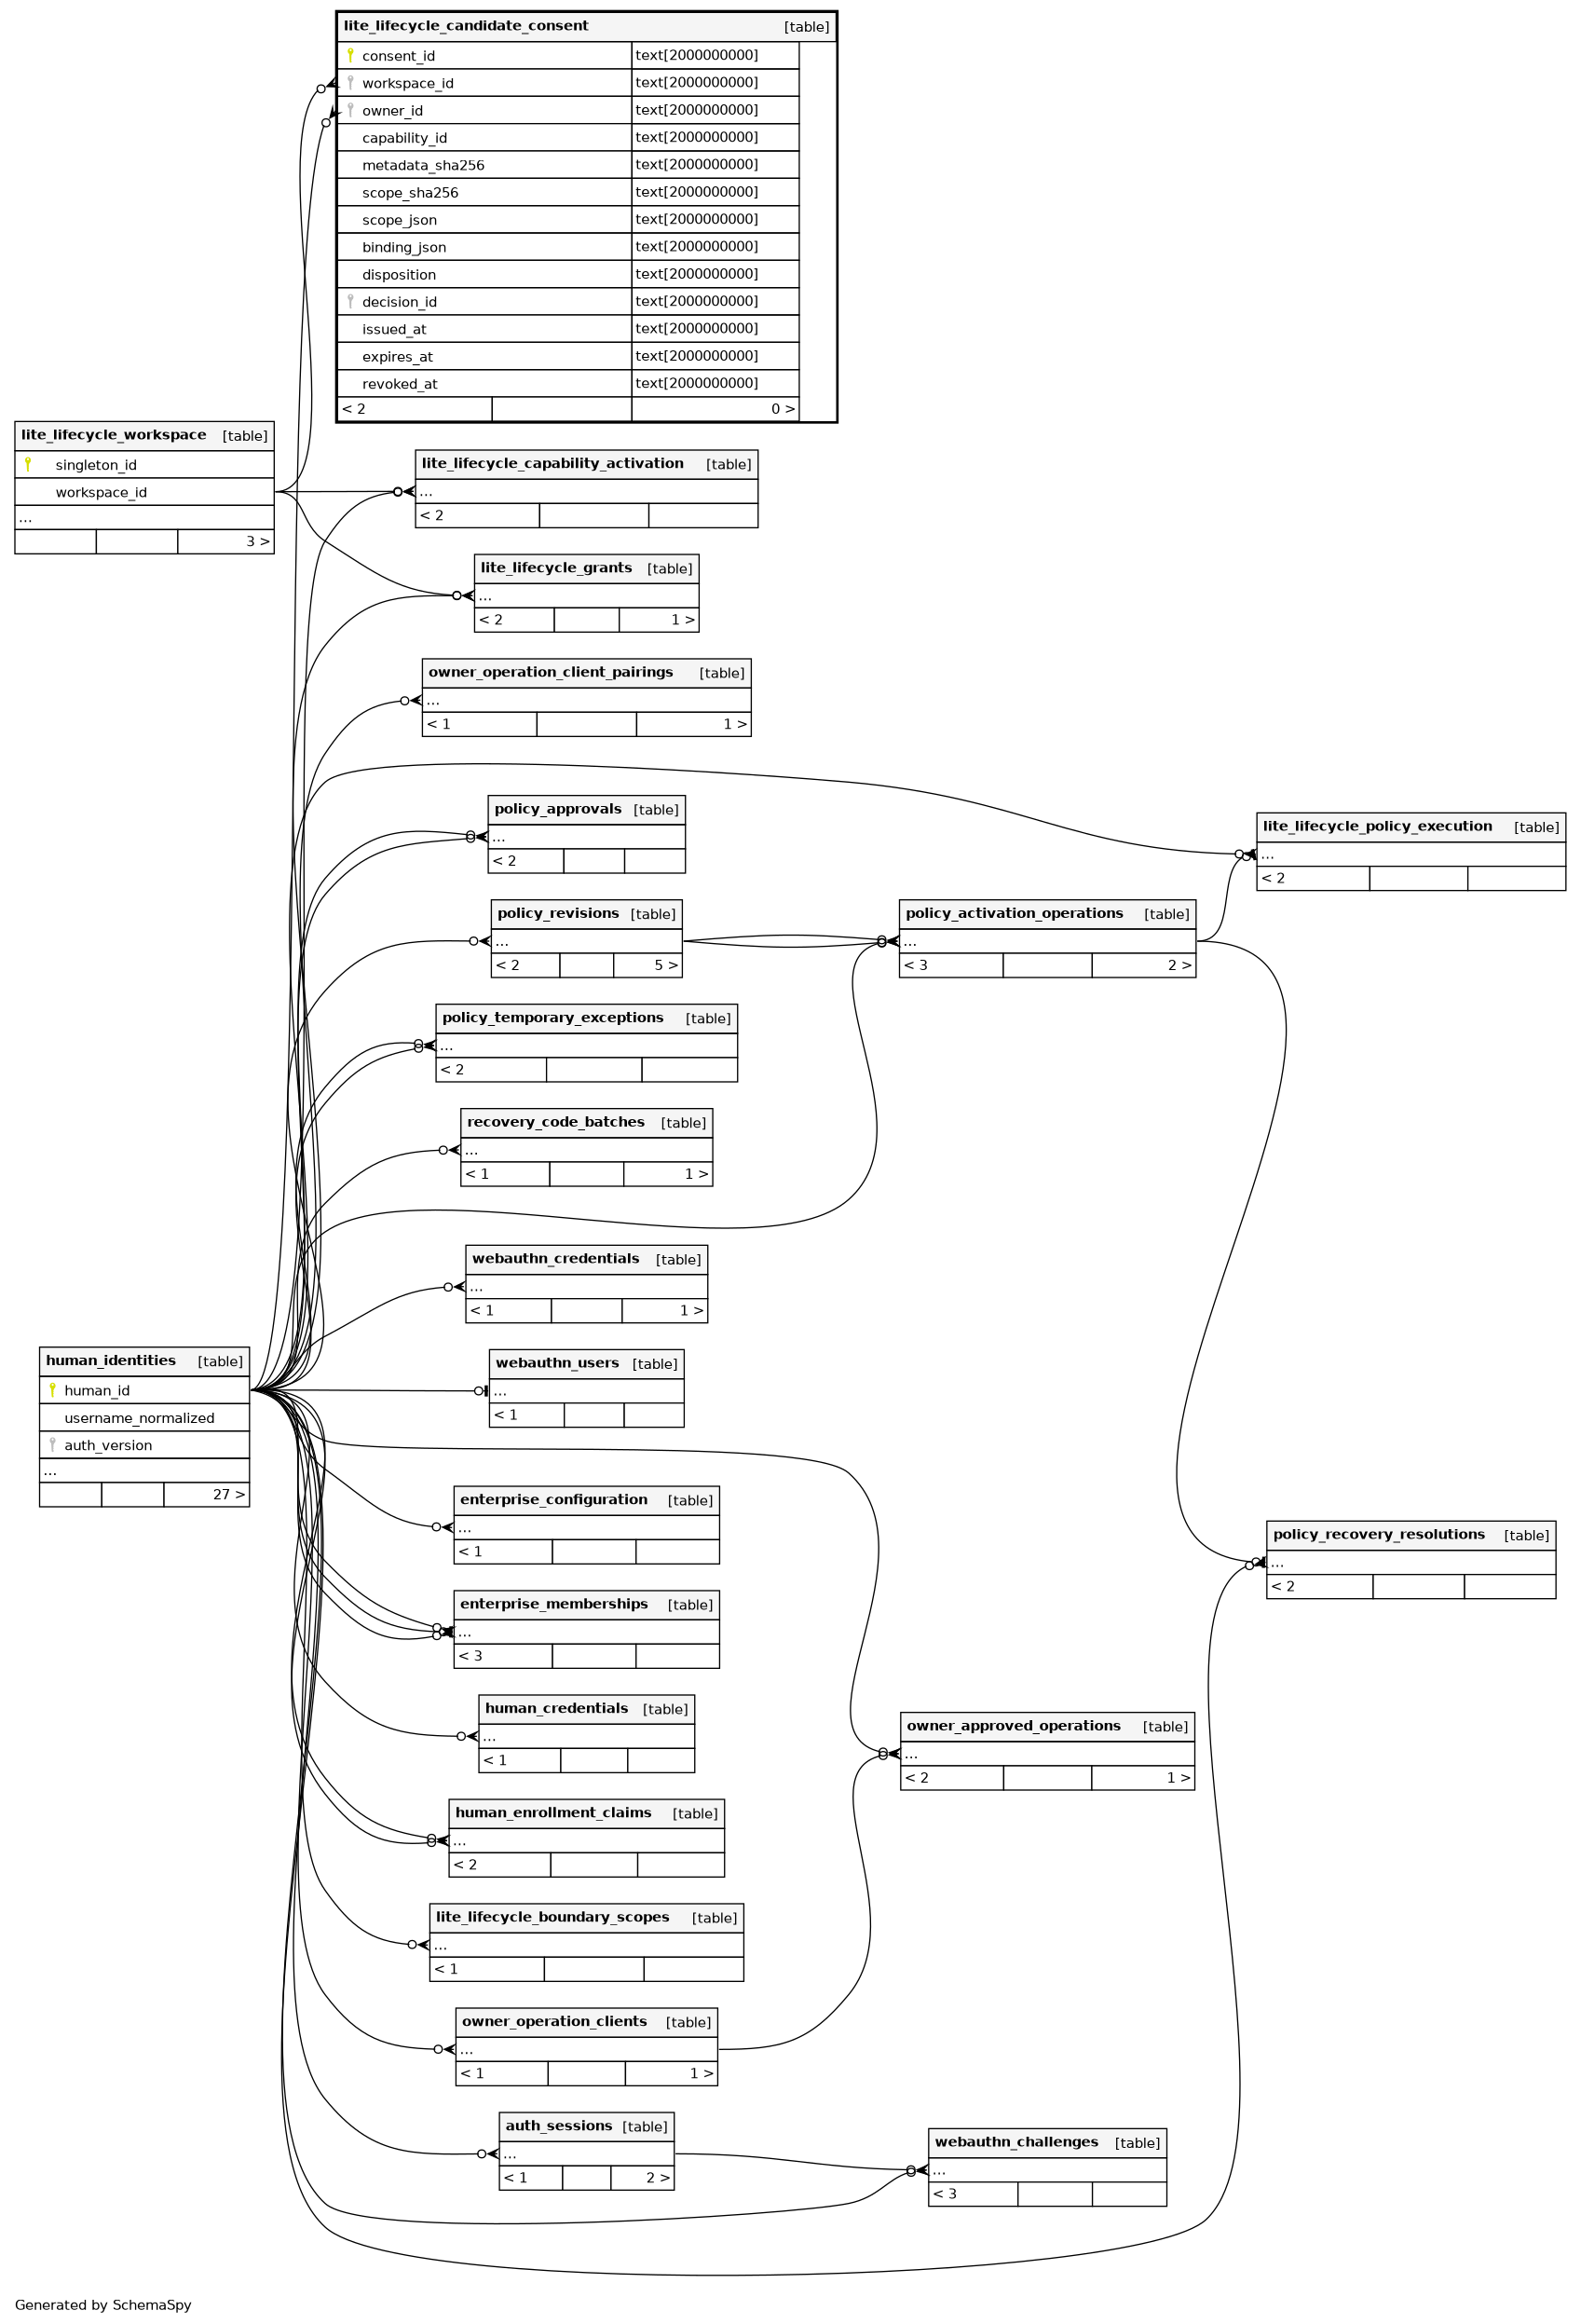 lite_lifecycle_candidate_consent [table]
consent_id text[2000000000]
workspace_id text[2000000000]
owner_id text[2000000000]
capability_id text[2000000000]
metadata_sha256 text[2000000000]
scope_sha256 text[2000000000]
scope_json text[2000000000]
binding_json text[2000000000]
disposition text[2000000000]
decision_id text[2000000000]
issued_at text[2000000000]
expires_at text[2000000000]
revoked_at text[2000000000]
< 2 0 >
lite_lifecycle_workspace [table]
singleton_id
workspace_id
...
3 >
lite_lifecycle_capability_activation [table]
...
< 2
lite_lifecycle_grants [table]
...
< 2 1 >
owner_operation_client_pairings [table]
...
< 1 1 >
policy_approvals [table]
...
< 2
lite_lifecycle_policy_execution [table]
...
< 2
policy_revisions [table]
...
< 2 5 >
policy_activation_operations [table]
...
< 3 2 >
policy_temporary_exceptions [table]
...
< 2
recovery_code_batches [table]
...
< 1 1 >
webauthn_credentials [table]
...
< 1 1 >
human_identities [table]
human_id
username_normalized
auth_version
...
27 >
webauthn_users [table]
...
< 1
enterprise_configuration [table]
...
< 1
policy_recovery_resolutions [table]
...
< 2
enterprise_memberships [table]
...
< 3
human_credentials [table]
...
< 1
owner_approved_operations [table]
...
< 2 1 >
human_enrollment_claims [table]
...
< 2
lite_lifecycle_boundary_scopes [table]
...
< 1
owner_operation_clients [table]
...
< 1 1 >
auth_sessions [table]
...
< 1 2 >
webauthn_challenges [table]
...
< 3
Generated by SchemaSpy